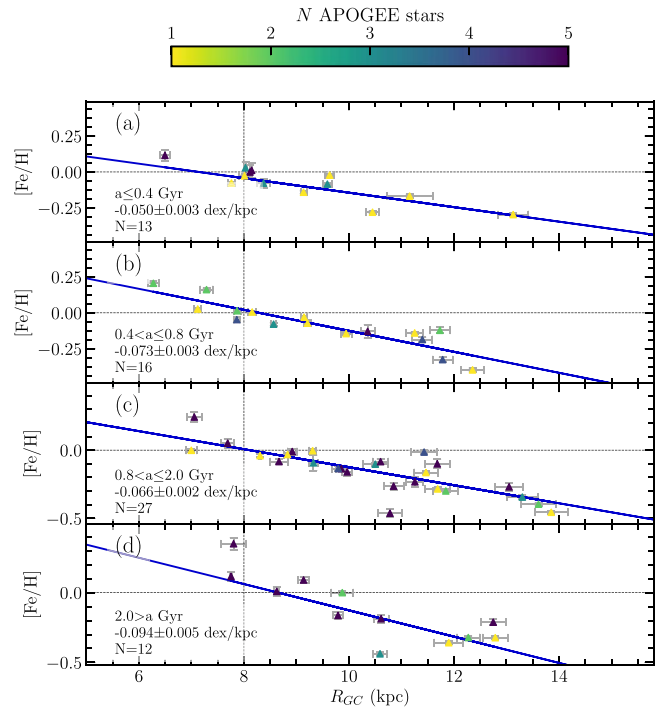 N APOGEE stars
1 2 3 4 5
(a)
0.25
0.00
−0.25
[Fe/H]
a≤0.4 Gyr
-0.050±0.003 dex/kpc
N=13
(b)
0.25
0.00
−0.25
[Fe/H]
0.4<a≤0.8 Gyr
-0.073±0.003 dex/kpc
N=16
(c)
0.0
−0.5
[Fe/H]
0.8<a≤2.0 Gyr
-0.066±0.002 dex/kpc
N=27
(d)
0.0
−0.5
[Fe/H]
2.0>a Gyr
-0.094±0.005 dex/kpc
N=12
6 8 10 12 14
R_{GC} (kpc)